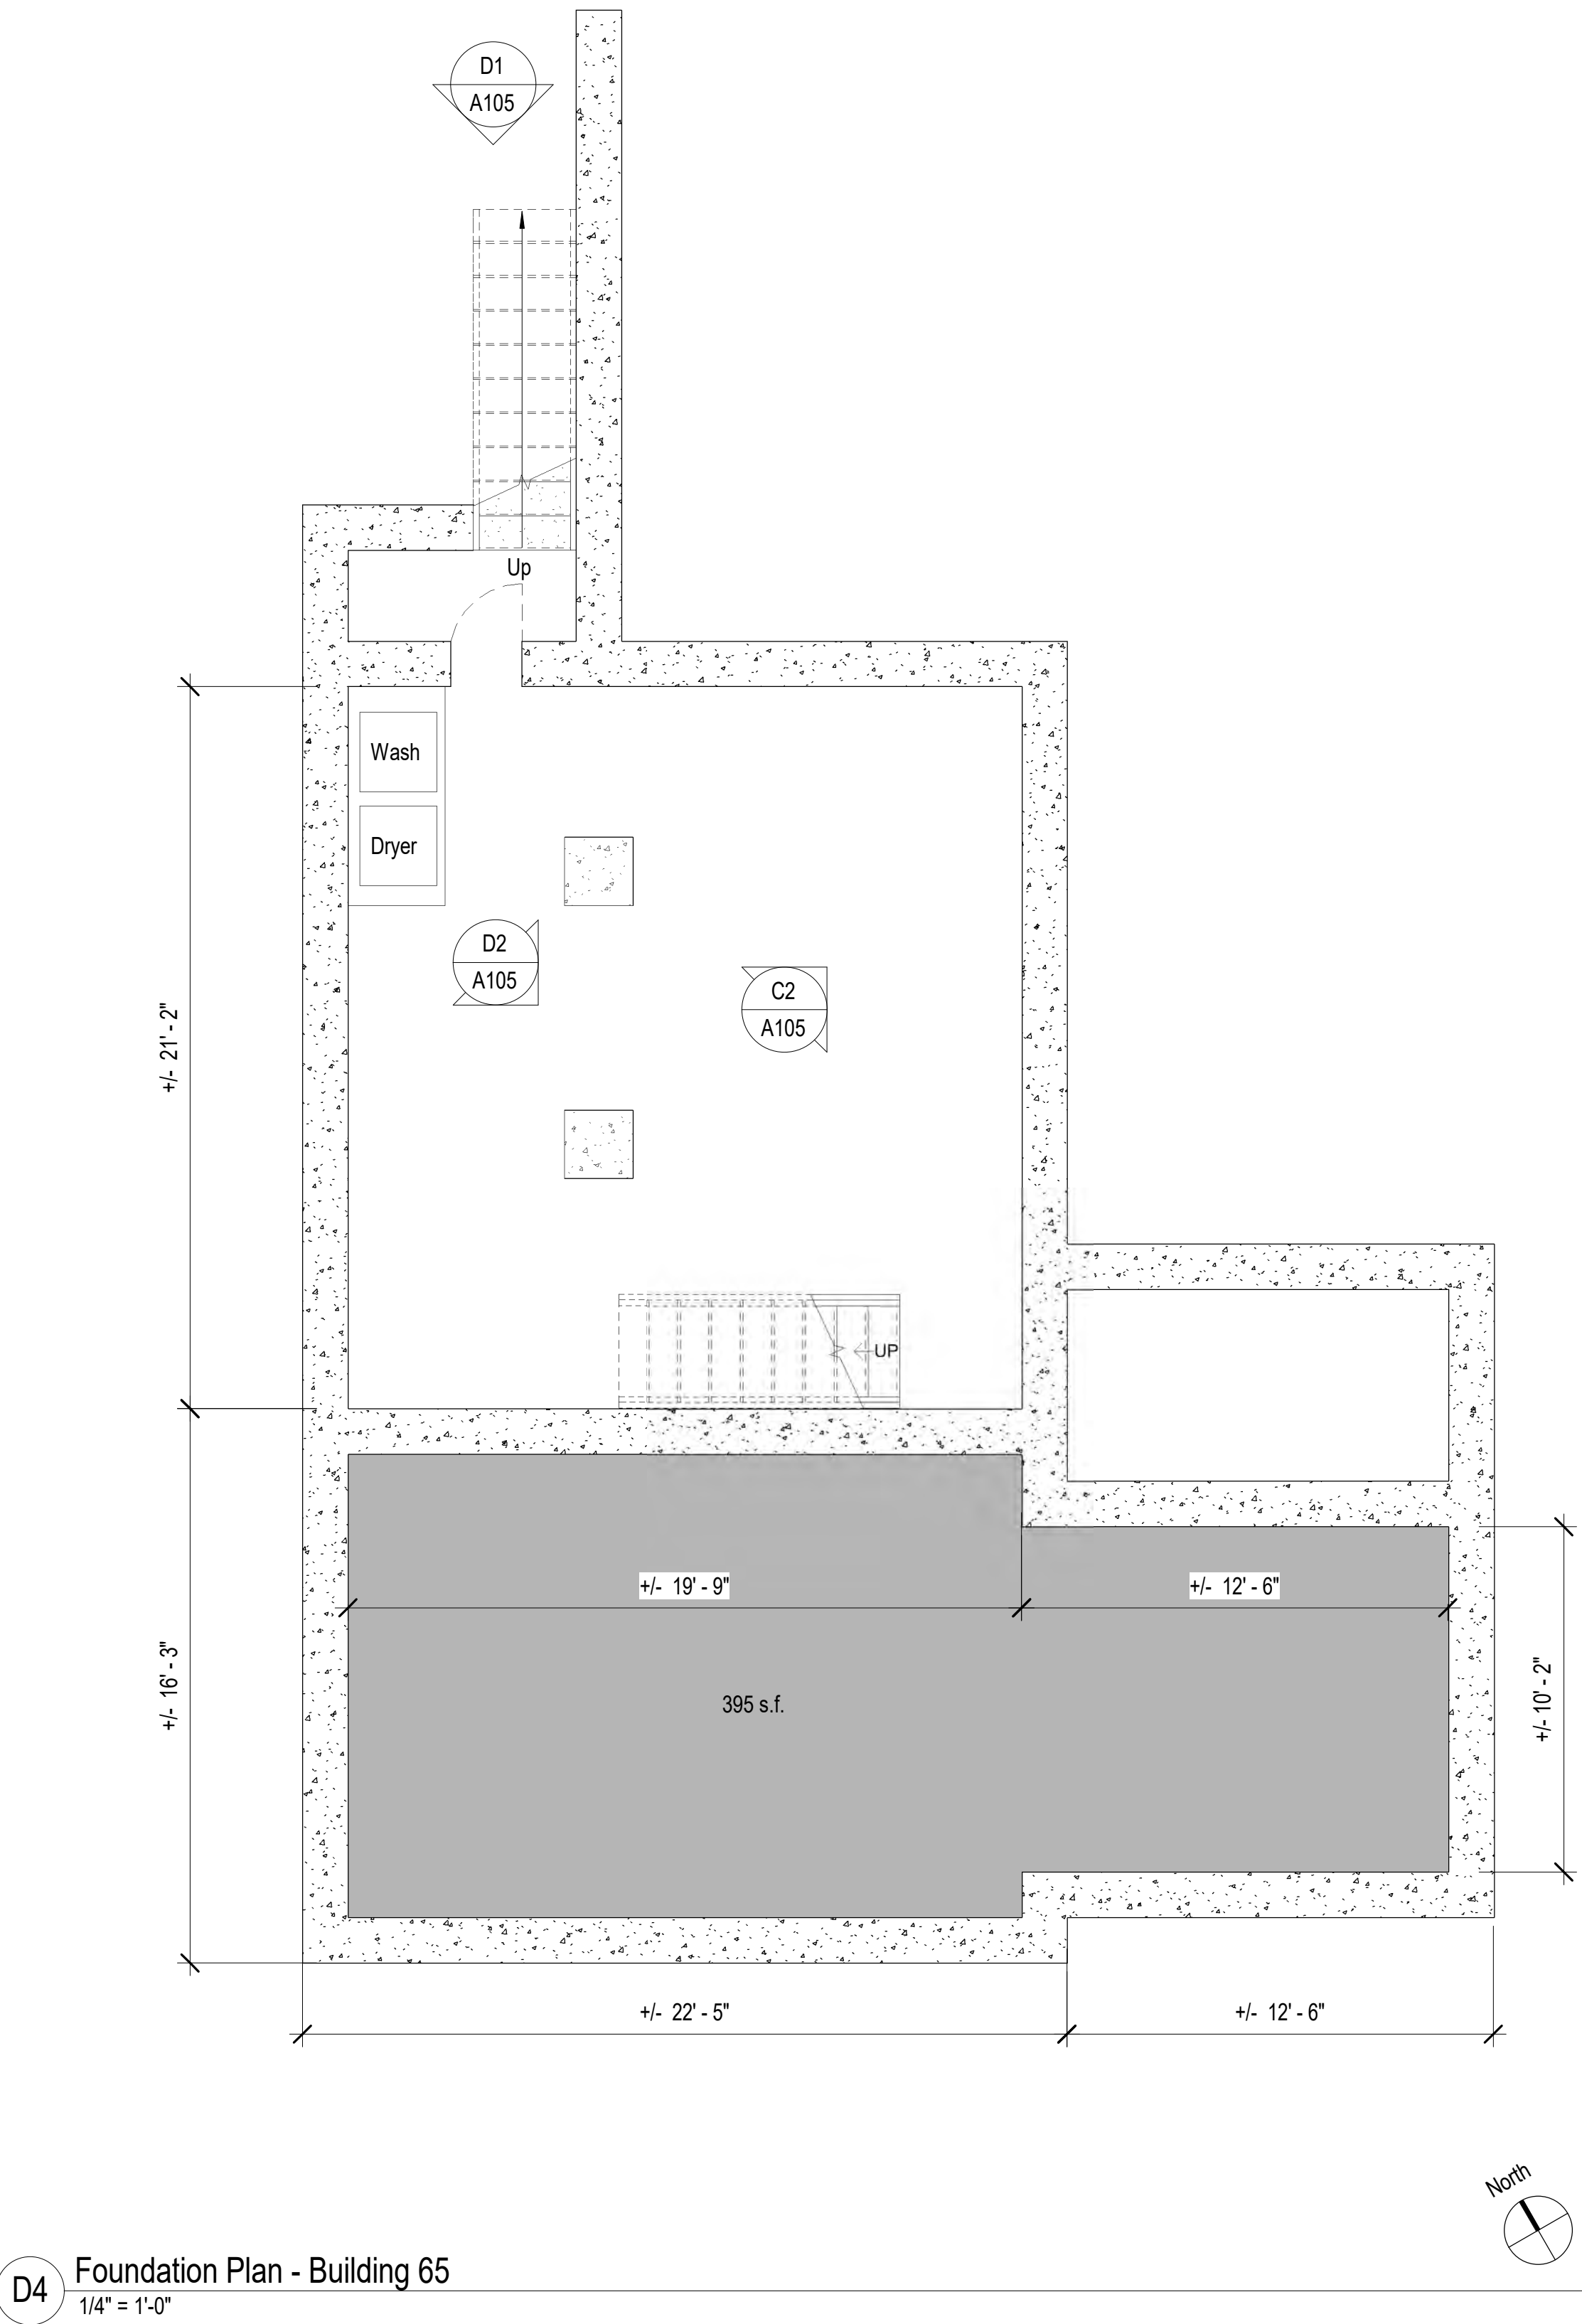 D1
A105
Up
Wash
Dryer
D2
A105
C2
A105
+/- 21' - 2"
UP
+/- 19' - 9"
+/- 12' - 6"
+/- 16' - 3"
395 s.f.
+/- 10' - 2"
+/- 22' - 5"
+/- 12' - 6"
North
D4
Foundation Plan - Building 65
1/4" = 1'-0"